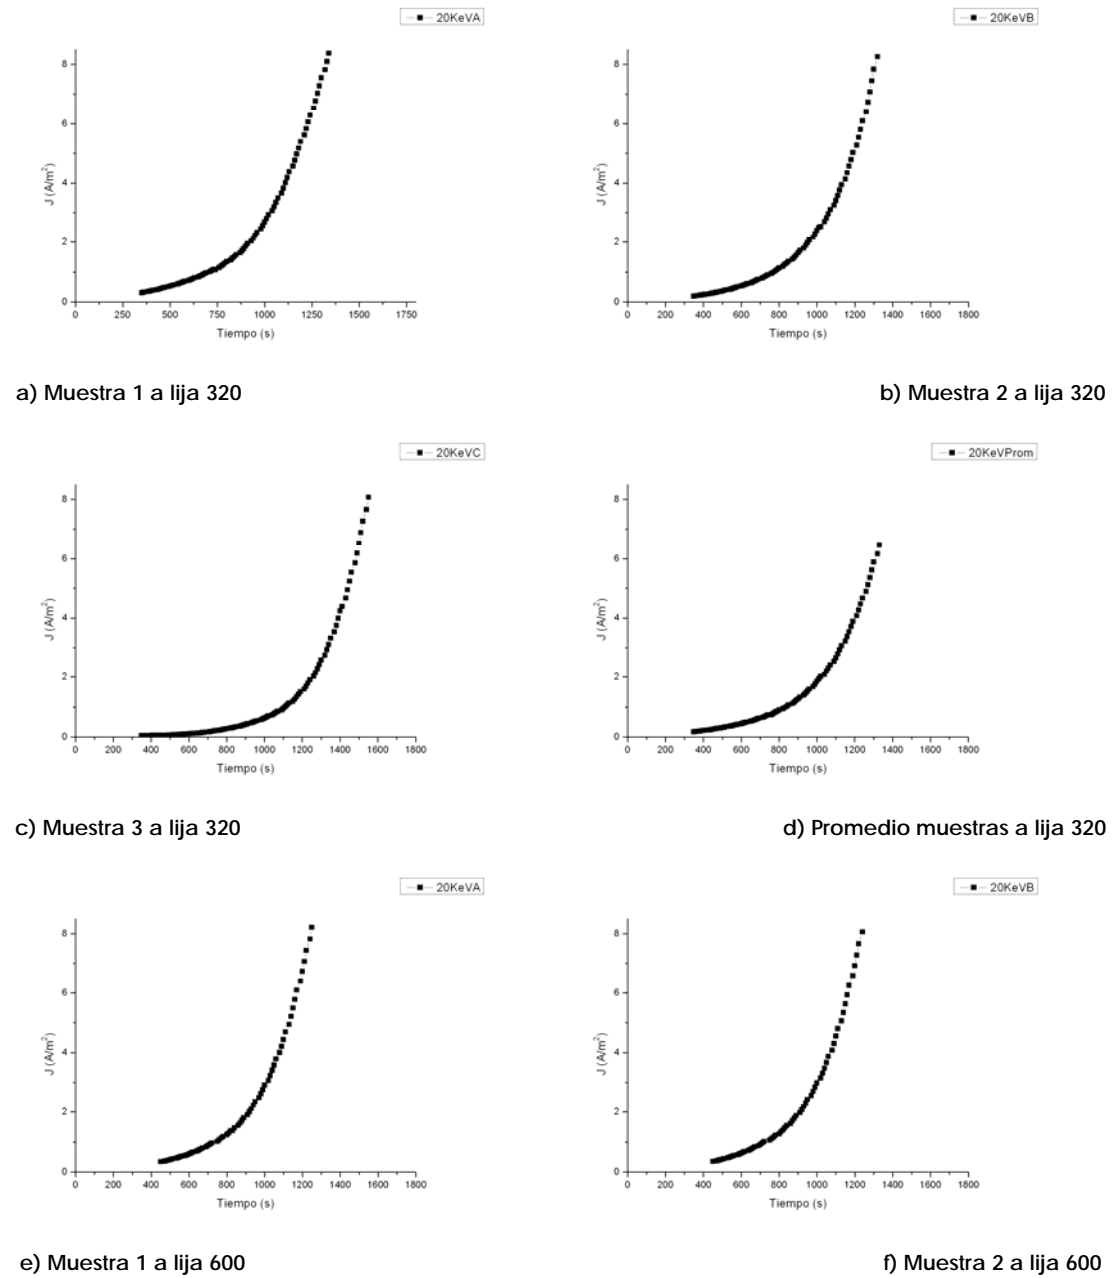 20KeVA
8
6
4
2
0
J (A/m²)
0 250 500 750 1000 1250 1500 1750
Tiempo (s)
20KeVB
8
6
4
2
0
J (A/m²)
0 200 400 600 800 1000 1200 1400 1600 1800
Tiempo (s)
a) Muestra 1 a lija 320
b) Muestra 2 a lija 320
20KeVC
8
6
4
2
0
J (A/m²)
0 200 400 600 800 1000 1200 1400 1600 1800
Tiempo (s)
20KeVProm
8
6
4
2
0
J (A/m²)
0 200 400 600 800 1000 1200 1400 1600 1800
Tiempo (s)
c) Muestra 3 a lija 320
d) Promedio muestras a lija 320
20KeVA
8
6
4
2
0
J (A/m²)
0 200 400 600 800 1000 1200 1400 1600 1800
Tiempo (s)
20KeVB
8
6
4
2
0
J (A/m²)
0 200 400 600 800 1000 1200 1400 1600 1800
Tiempo (s)
e) Muestra 1 a lija 600
f) Muestra 2 a lija 600